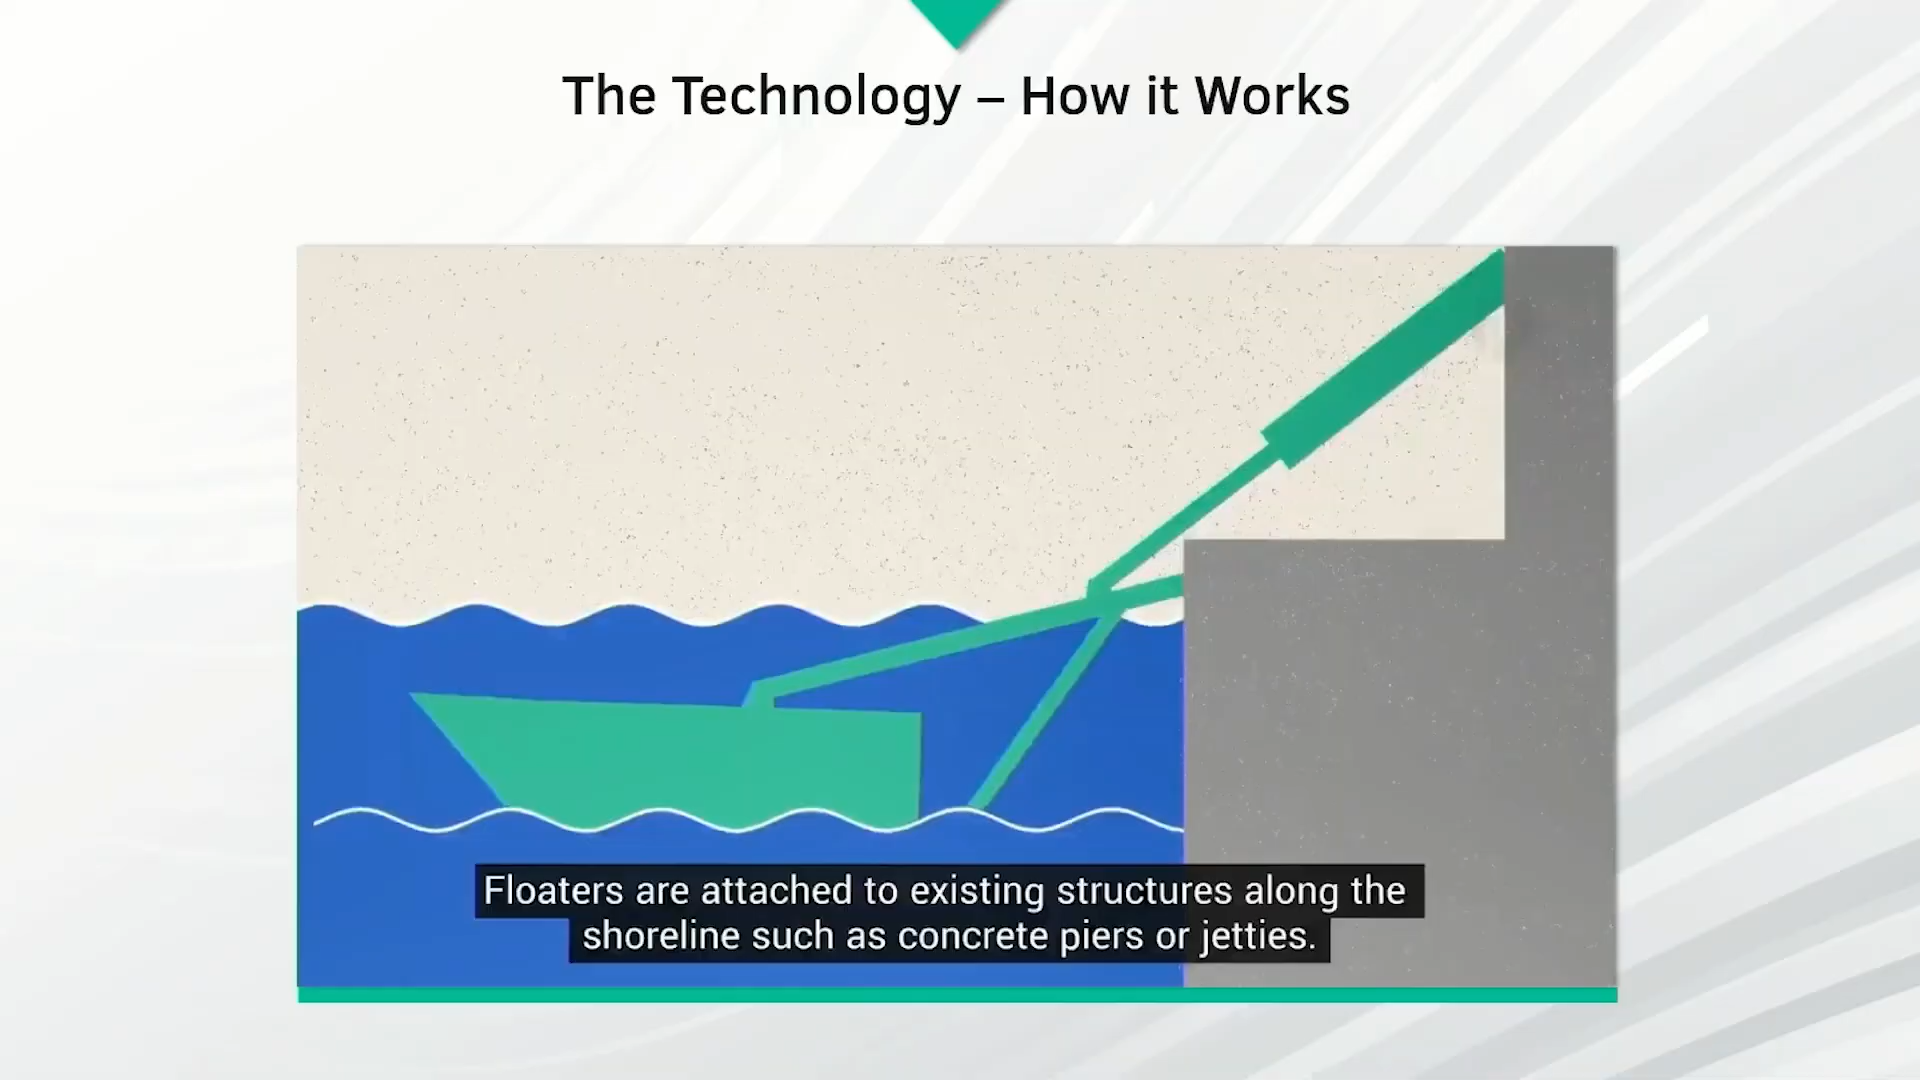 The Technology – How it Works
Floaters are attached to existing structures along the
shoreline such as concrete piers or jetties.